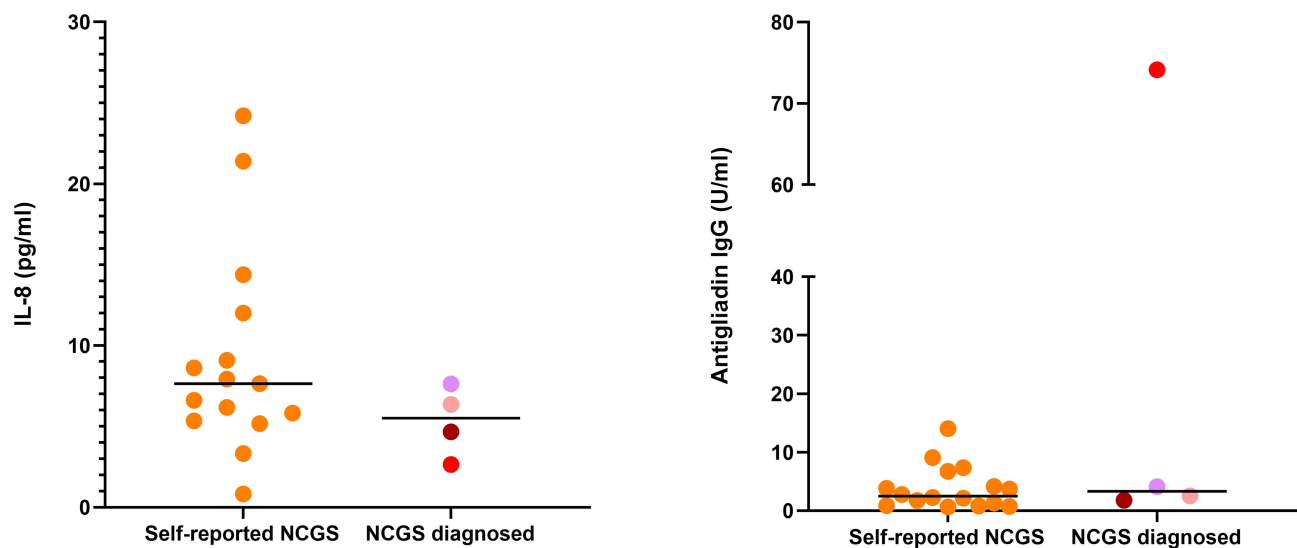 IL-8 (pg/ml)
30
20
10
0
Self-reported NCGS
NCGS diagnosed
Antigliadin IgG (U/ml)
80
70
60
40
30
20
10
0
Self-reported NCGS
NCGS diagnosed